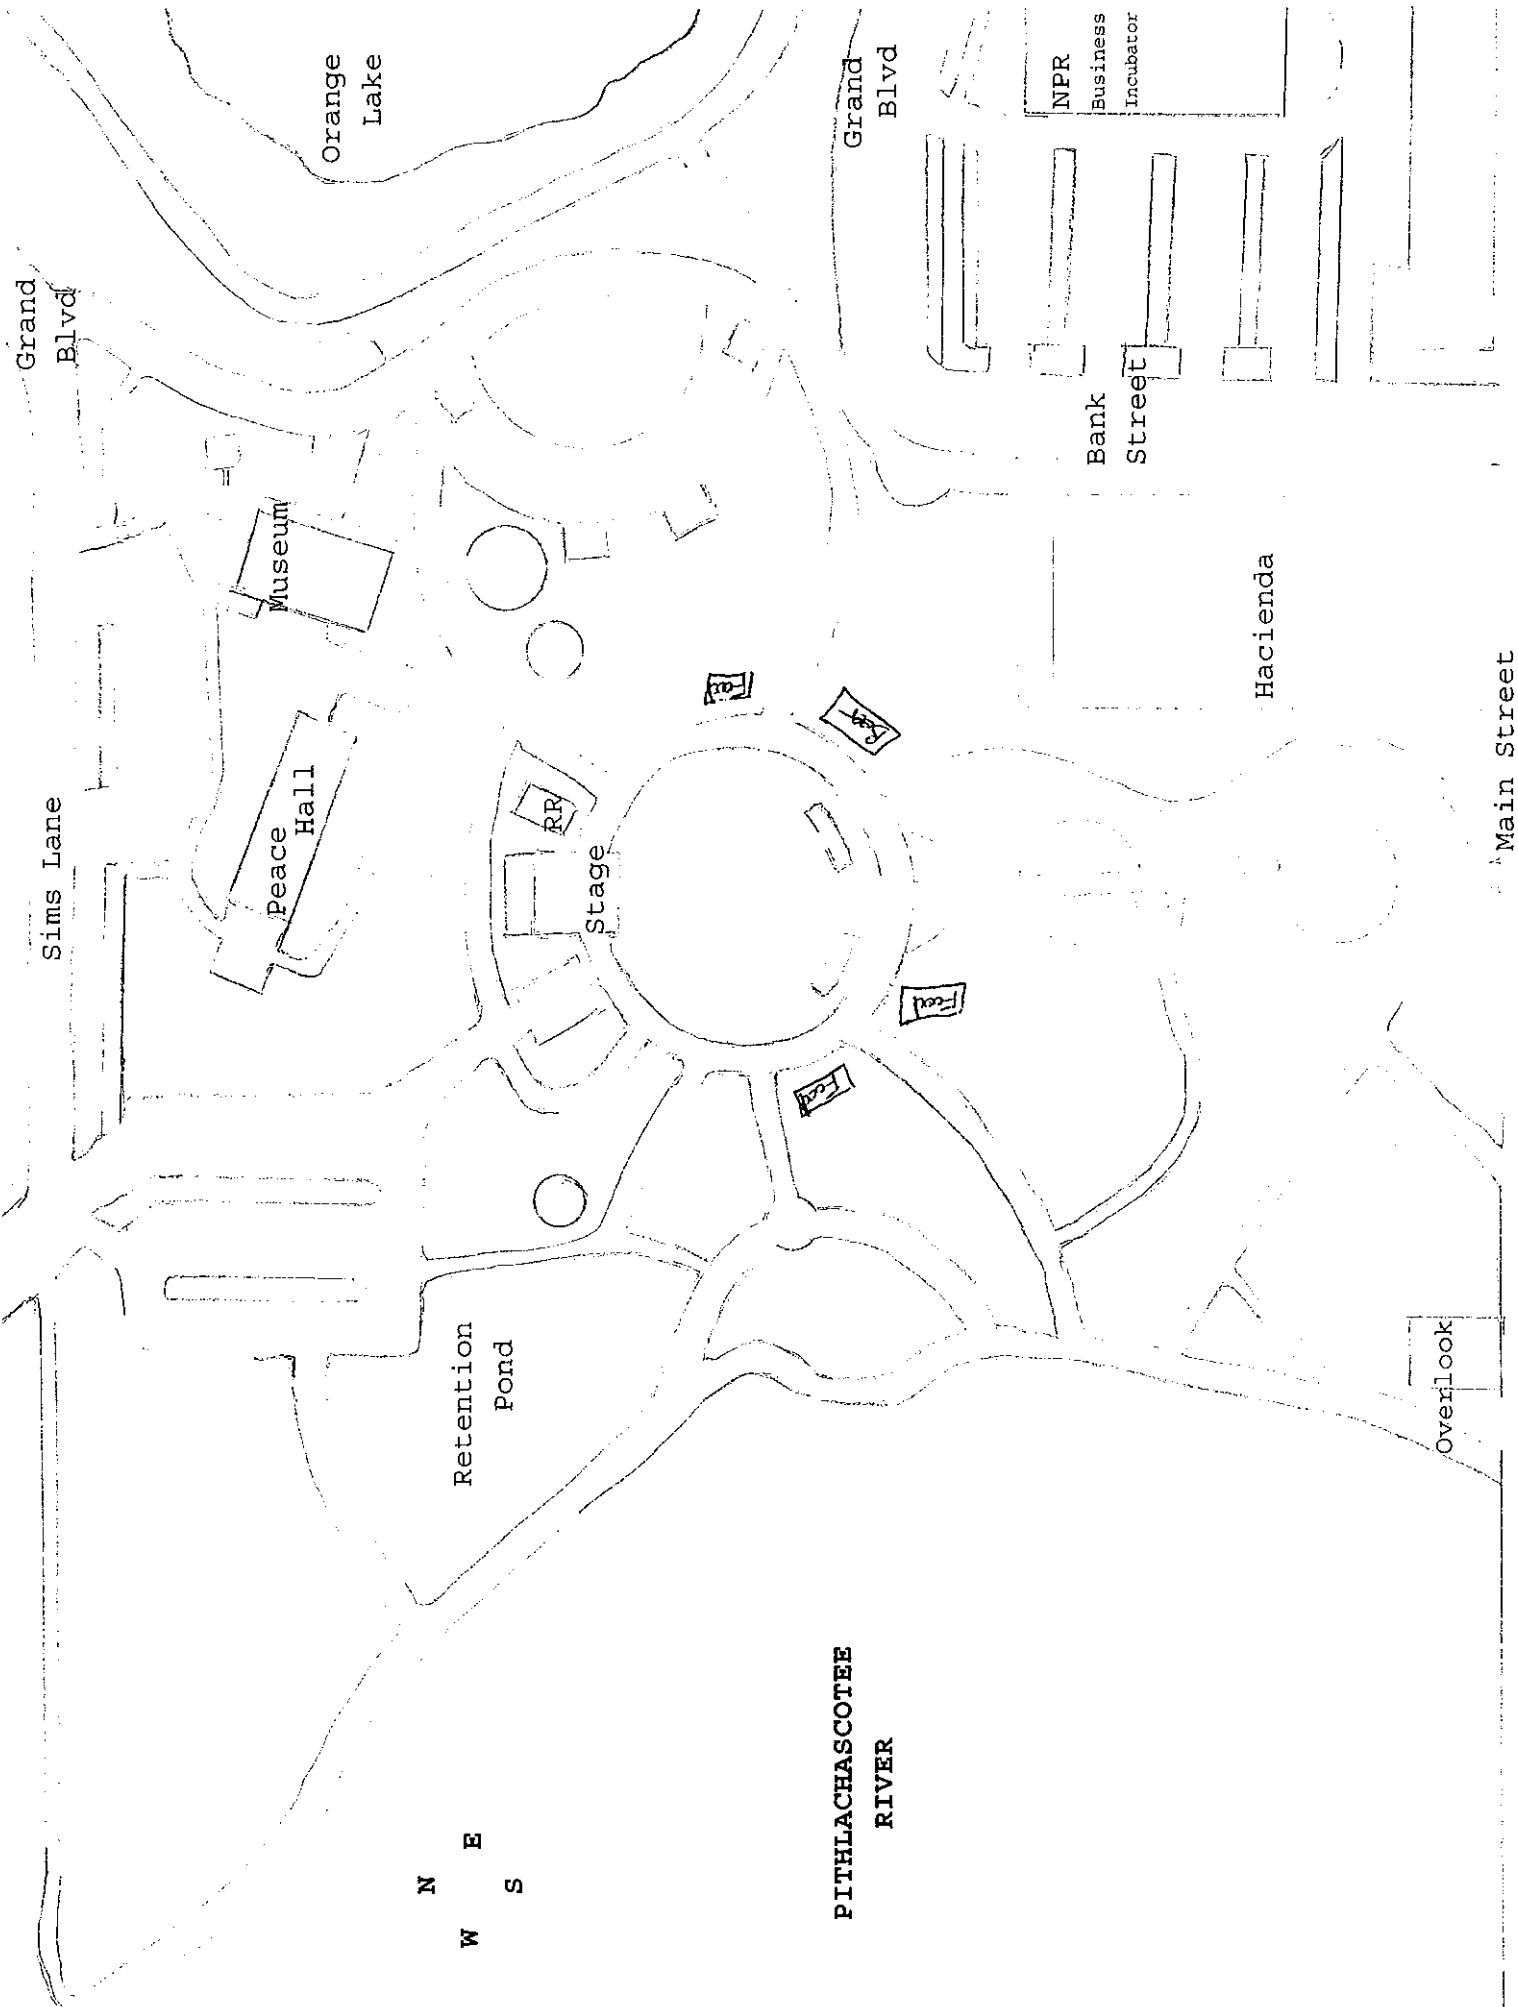 Grand
Blvd
Sims Lane
Peace
Hall
Museum
Orange
Lake
N
W E
S
Retention
Pond
RR
Stage
Food
Food
Beer
PITHLACHASCOTEE
RIVER
Grand
Blvd
NPR
Business
Incubator
Bank
Street
Hacienda
Overlook
Main Street